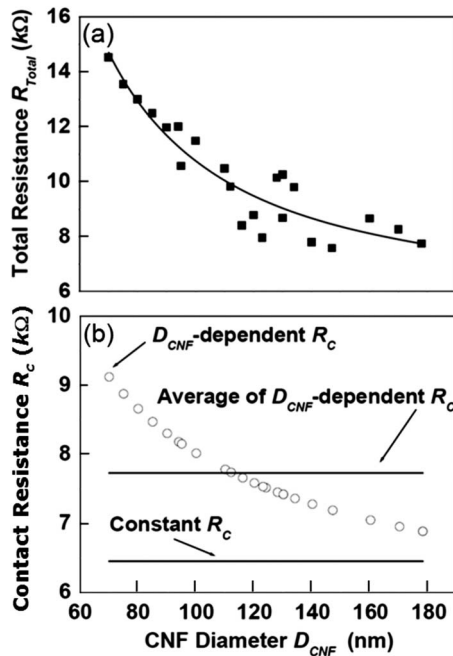 (a)
Total Resistance R_Total (kΩ)
16
14
12
10
8
6
(b)
Contact Resistance R_C (kΩ)
10
9
8
7
6
D_CNF-dependent R_C
Average of D_CNF-dependent R_C
Constant R_C
60 80 100 120 140 160 180
CNF Diameter D_CNF (nm)